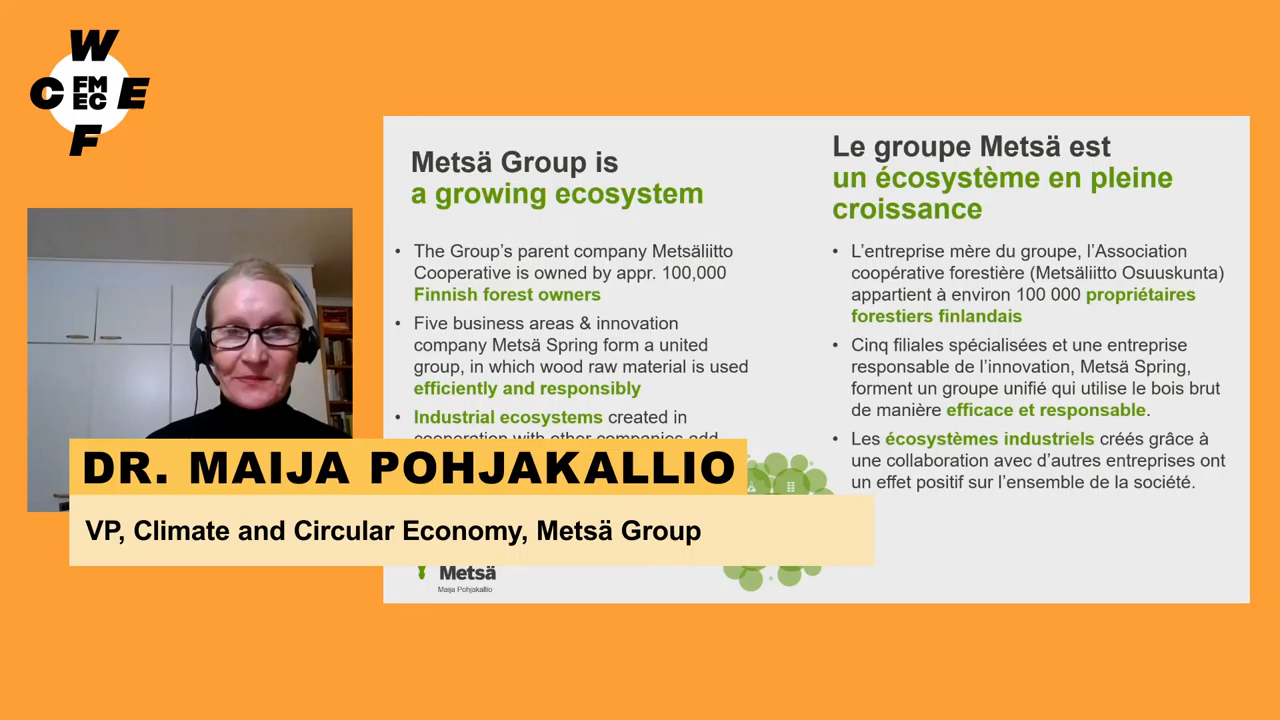 W
C FM E
EC
F
Metsä Group is
a growing ecosystem
• The Group's parent company Metsäliitto
Cooperative is owned by appr. 100,000
Finnish forest owners
• Five business areas & innovation
company Metsä Spring form a united
group, in which wood raw material is used
efficiently and responsibly
• Industrial ecosystems created in
cooperation with other companies add
Le groupe Metsä est
un écosystème en pleine
croissance
• L'entreprise mère du groupe, l'Association
coopérative forestière (Metsäliitto Osuuskunta)
appartient à environ 100 000 propriétaires
forestiers finlandais
• Cinq filiales spécialisées et une entreprise
responsable de l'innovation, Metsä Spring,
forment un groupe unifié qui utilise le bois brut
de manière efficace et responsable.
• Les écosystèmes industriels créés grâce à
une collaboration avec d'autres entreprises ont
un effet positif sur l'ensemble de la société.
DR. MAIJA POHJAKALLIO
VP, Climate and Circular Economy, Metsä Group
Metsä
Maija Pohjakallio